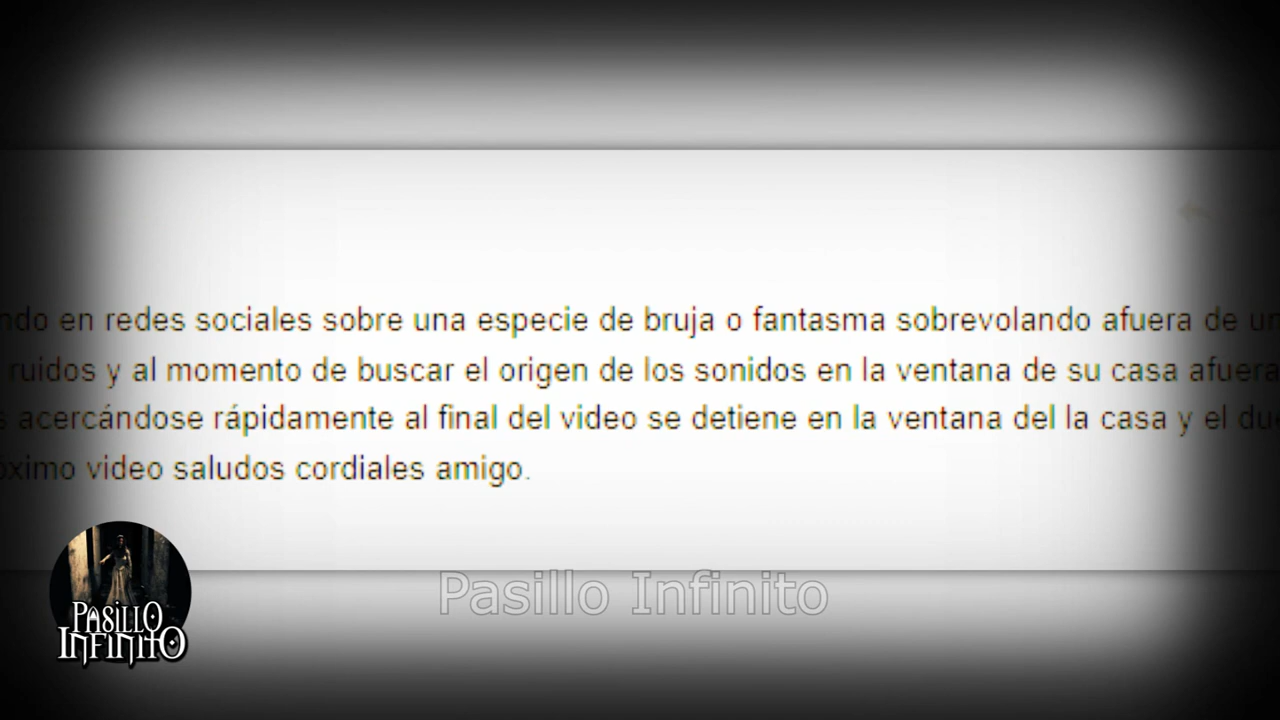 ndo en redes sociales sobre una especie de bruja o fantasma sobrevolando afuera de un
ruidos y al momento de buscar el origen de los sonidos en la ventana de su casa afuera
s acercándose rápidamente al final del video se detiene en la ventana del la casa y el du
óximo video saludos cordiales amigo.
Pasillo Infinito
PASILLO
INFINITO